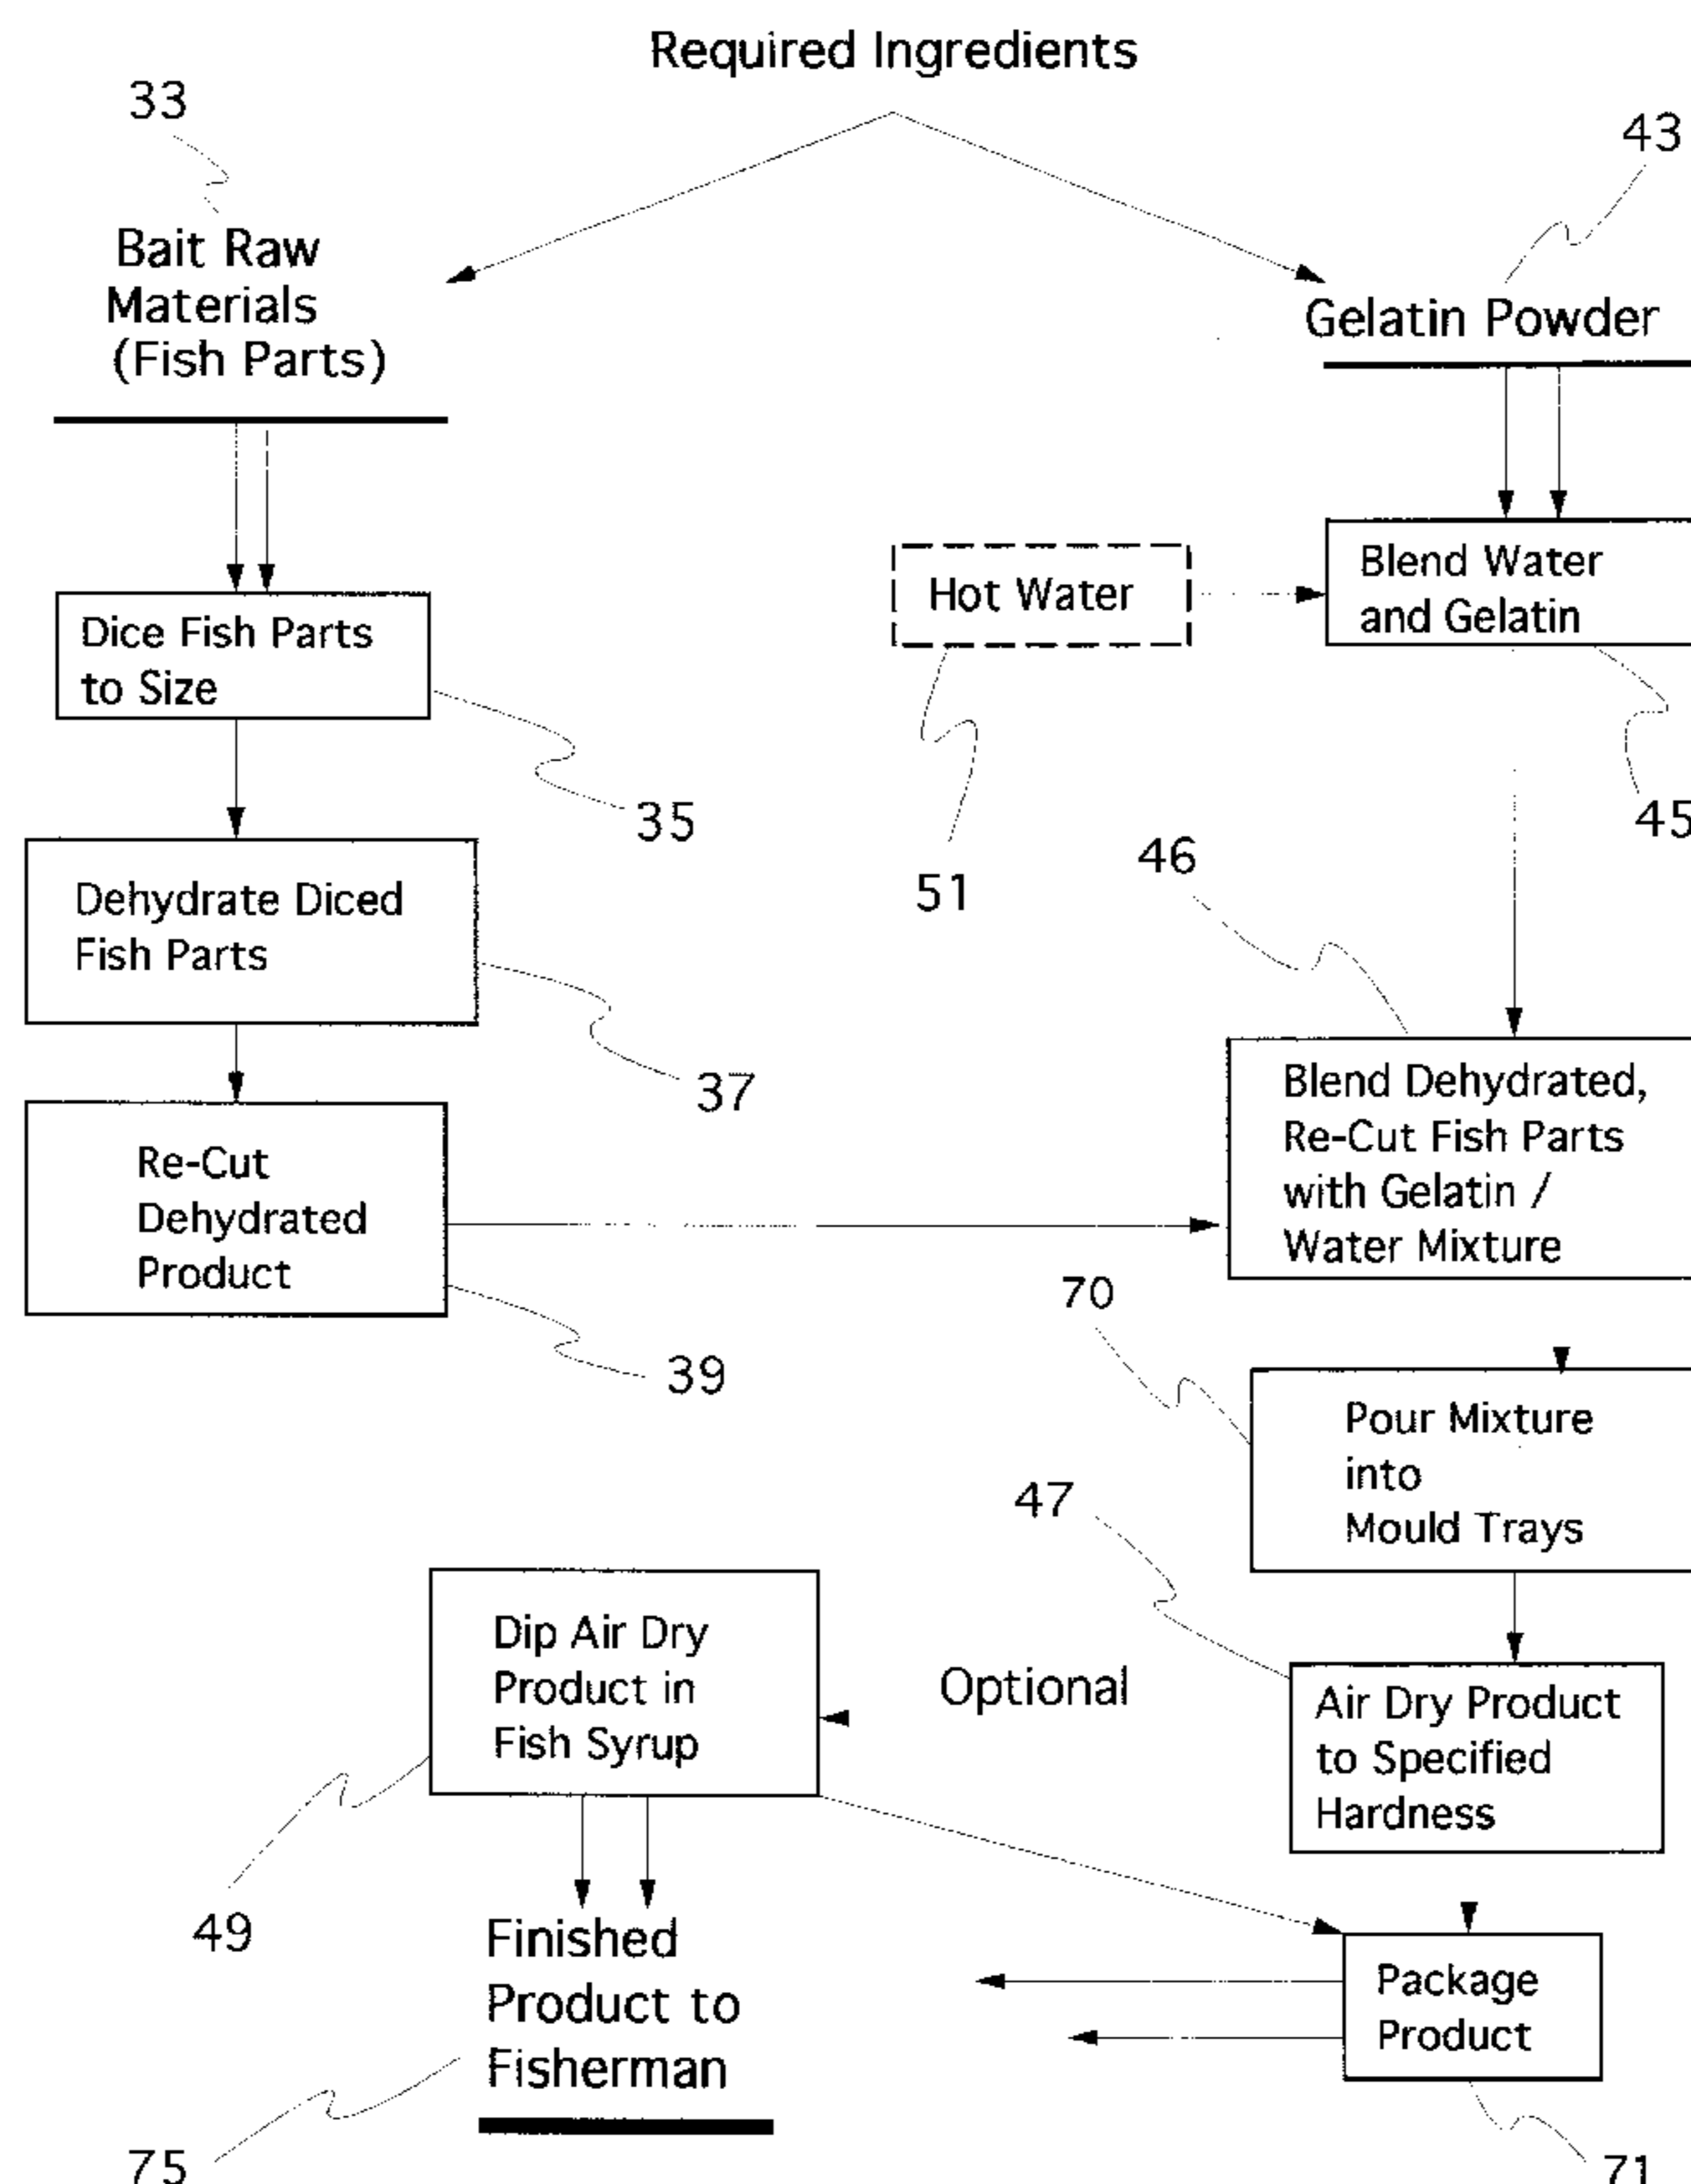 Required Ingredients
33
43
Bait Raw
Materials
(Fish Parts)
Gelatin Powder
Hot Water
Blend Water
and Gelatin
Dice Fish Parts
to Size
35
51
45
46
Dehydrate Diced
Fish Parts
37
Blend Dehydrated,
Re-Cut Fish Parts
with Gelatin /
Water Mixture
Re-Cut
Dehydrated
Product
39
70
Pour Mixture
into
Mould Trays
47
Dip Air Dry
Product in
Fish Syrup
Optional
Air Dry Product
to Specified
Hardness
49
Finished
Product to
Fisherman
Package
Product
75
71